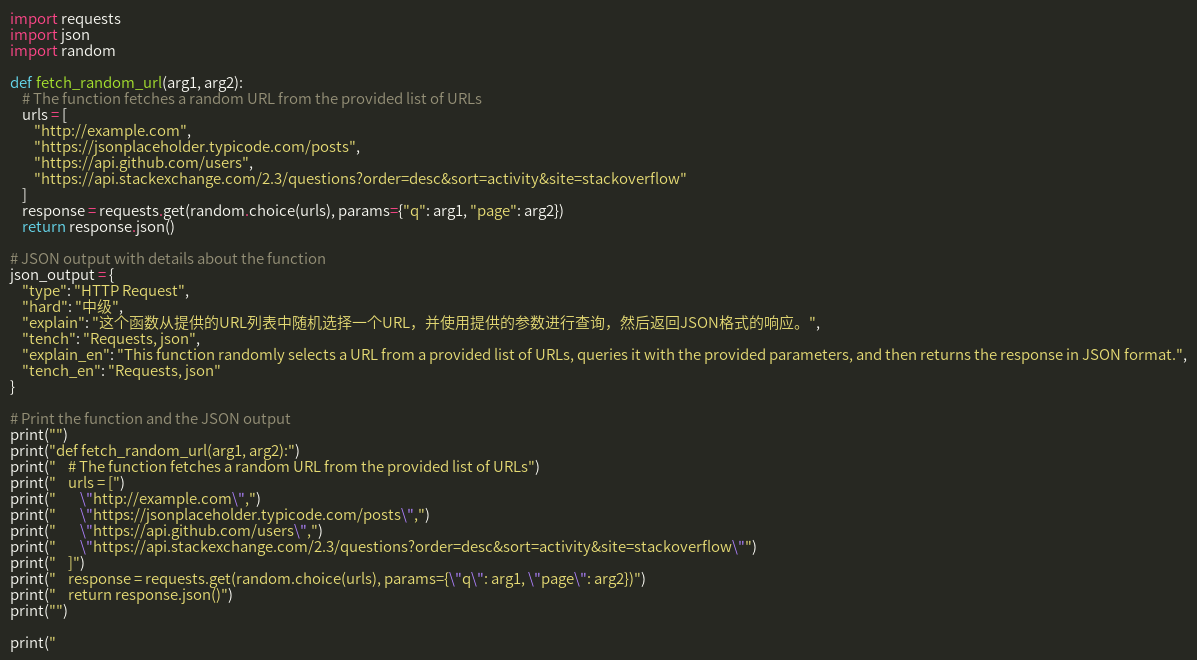 import requests
import json
import random

def fetch_random_url(arg1, arg2):
    # The function fetches a random URL from the provided list of URLs
    urls = [
        "http://example.com",
        "https://jsonplaceholder.typicode.com/posts",
        "https://api.github.com/users",
        "https://api.stackexchange.com/2.3/questions?order=desc&sort=activity&site=stackoverflow"
    ]
    response = requests.get(random.choice(urls), params={"q": arg1, "page": arg2})
    return response.json()

# JSON output with details about the function
json_output = {
    "type": "HTTP Request",
    "hard": "中级",
    "explain": "这个函数从提供的URL列表中随机选择一个URL，并使用提供的参数进行查询，然后返回JSON格式的响应。",
    "tench": "Requests, json",
    "explain_en": "This function randomly selects a URL from a provided list of URLs, queries it with the provided parameters, and then returns the response in JSON format.",
    "tench_en": "Requests, json"
}

# Print the function and the JSON output
print("")
print("def fetch_random_url(arg1, arg2):")
print("    # The function fetches a random URL from the provided list of URLs")
print("    urls = [")
print("        \"http://example.com\",")
print("        \"https://jsonplaceholder.typicode.com/posts\",")
print("        \"https://api.github.com/users\",")
print("        \"https://api.stackexchange.com/2.3/questions?order=desc&sort=activity&site=stackoverflow\"")
print("    ]")
print("    response = requests.get(random.choice(urls), params={\"q\": arg1, \"page\": arg2})")
print("    return response.json()")
print("")

print("